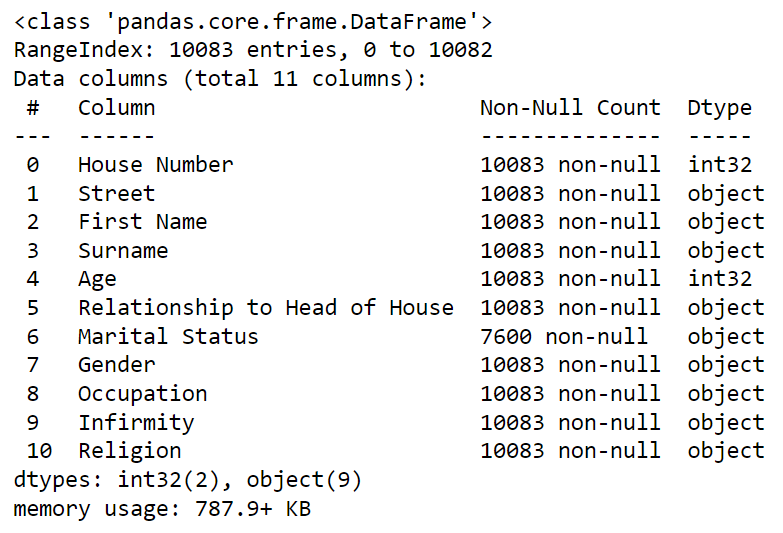 <class 'pandas.core.frame.DataFrame'>
RangeIndex: 10083 entries, 0 to 10082
Data columns (total 11 columns):
 #   Column                         Non-Null Count  Dtype
---  ------                         --------------  -----
 0   House Number                   10083 non-null  int32
 1   Street                         10083 non-null  object
 2   First Name                     10083 non-null  object
 3   Surname                        10083 non-null  object
 4   Age                            10083 non-null  int32
 5   Relationship to Head of House  10083 non-null  object
 6   Marital Status                 7600 non-null   object
 7   Gender                         10083 non-null  object
 8   Occupation                     10083 non-null  object
 9   Infirmity                      10083 non-null  object
 10  Religion                       10083 non-null  object
dtypes: int32(2), object(9)
memory usage: 787.9+ KB